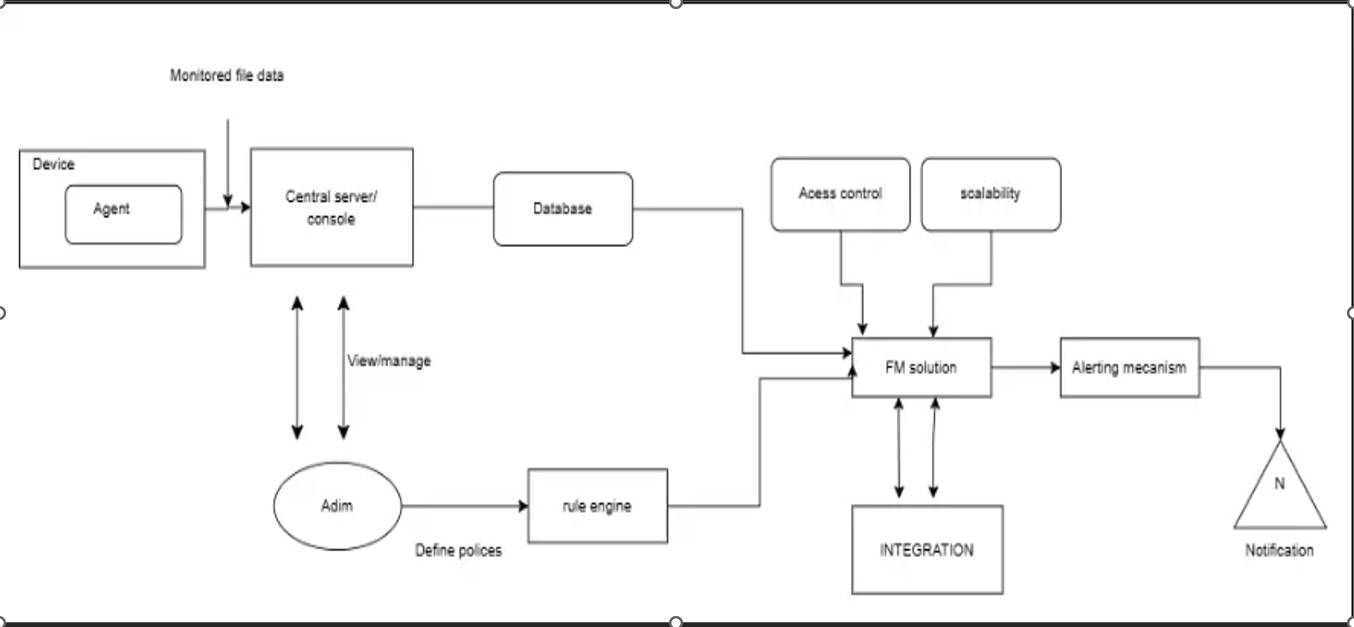 Monitored file data
Device
Agent
Central server/
console
Database
Acess control
scalability
View/manage
FM solution
Alerting mecanism
Adim
rule engine
Define polices
INTEGRATION
N
Notification